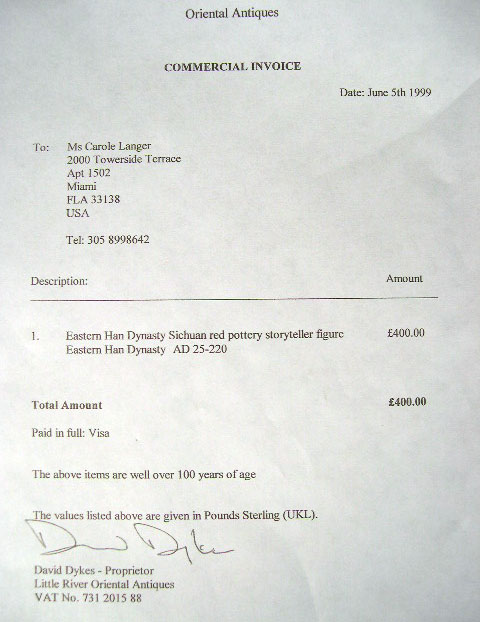 Oriental Antiques
COMMERCIAL INVOICE
Date: June 5th 1999
To: Ms Carole Langer
2000 Towerside Terrace
Apt 1502
Miami
FLA 33138
USA
Tel: 305 8998642
Description: Amount
1. Eastern Han Dynasty Sichuan red pottery storyteller figure £400.00
Eastern Han Dynasty AD 25-220
Total Amount £400.00
Paid in full: Visa
The above items are well over 100 years of age
The values listed above are given in Pounds Sterling (UKL).
David Dykes
David Dykes - Proprietor
Little River Oriental Antiques
VAT No. 731 2015 88